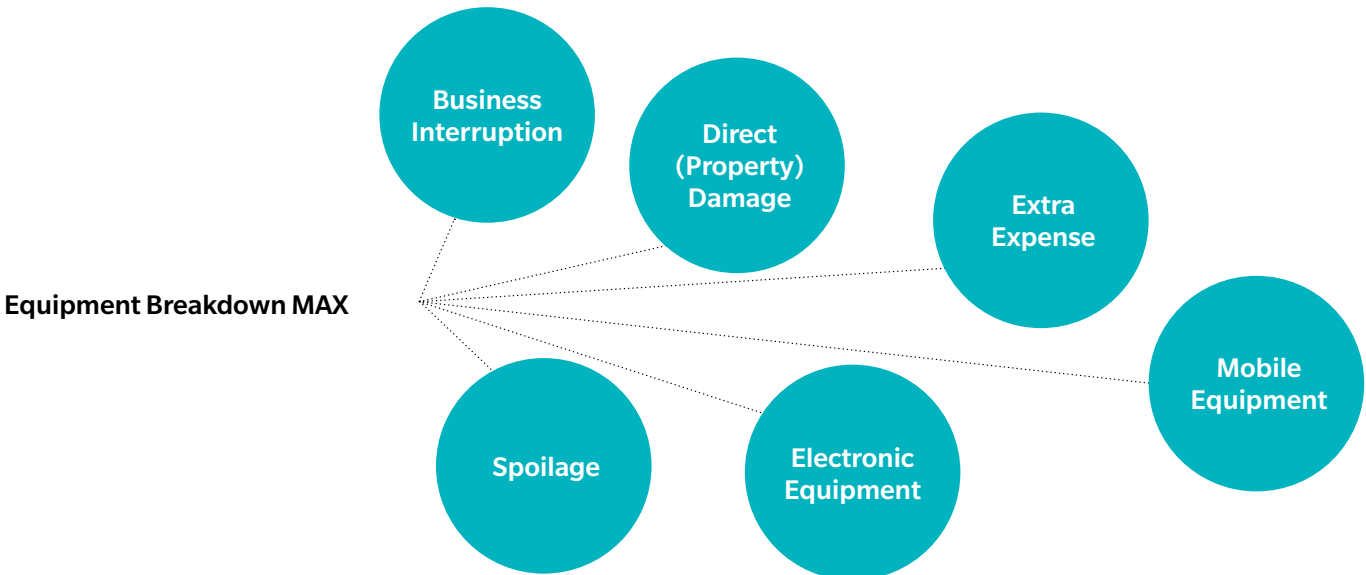 Business
Interruption
Direct
(Property)
Damage
Extra
Expense
Equipment Breakdown MAX
Mobile
Equipment
Spoilage
Electronic
Equipment